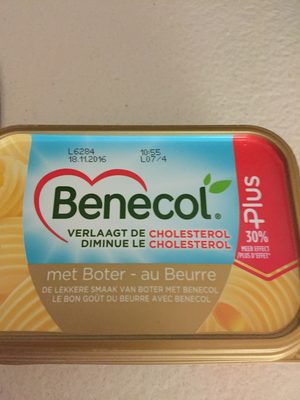 L6284 10:55
18.11.2016 L07/4
Benecol®
VERLAAGT DE CHOLESTEROL
DIMINUE LE CHOLESTEROL
met Boter - au Beurre
DE LEKKERE SMAAK VAN BOTER MET BENECOL
LE BON GOÛT DU BEURRE AVEC BENECOL
Plus
30%
MEER EFFECT/
PLUS D'EFFET*